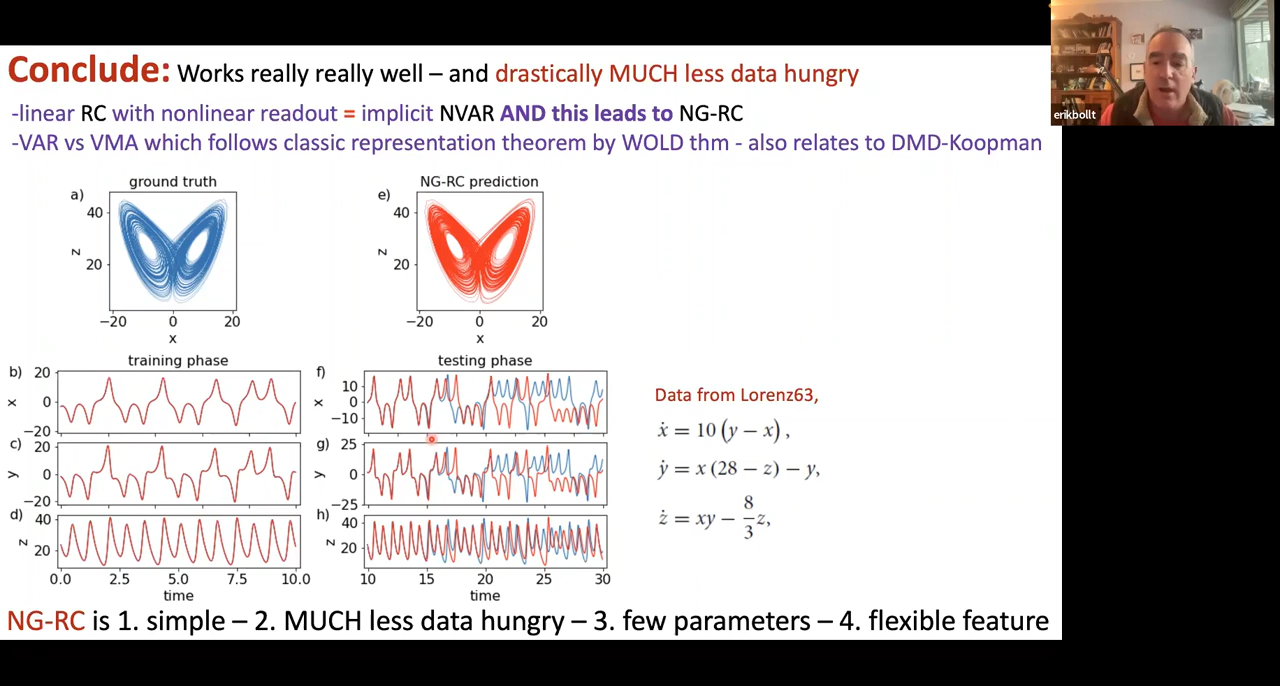 Conclude: Works really really well – and drastically MUCH less data hungry
-linear RC with nonlinear readout = implicit NVAR AND this leads to NG-RC
-VAR vs VMA which follows classic representation theorem by WOLD thm - also relates to DMD-Koopman
erikbollt
a)
ground truth
z
40
20
−20 0 20
x
e)
NG-RC prediction
z
40
20
−20 0 20
x
training phase
b)
x
20
0
−20
c)
y
20
0
−20
d)
z
40
20
0.0 2.5 5.0 7.5 10.0
time
testing phase
f)
x
10
0
−10
g)
y
25
0
−25
h)
z
40
20
10 15 20 25 30
time
Data from Lorenz63,
ẋ = 10 (y − x) ,
ẏ = x (28 − z) − y,
ż = xy − 8/3 z,
NG-RC is 1. simple – 2. MUCH less data hungry – 3. few parameters – 4. flexible feature